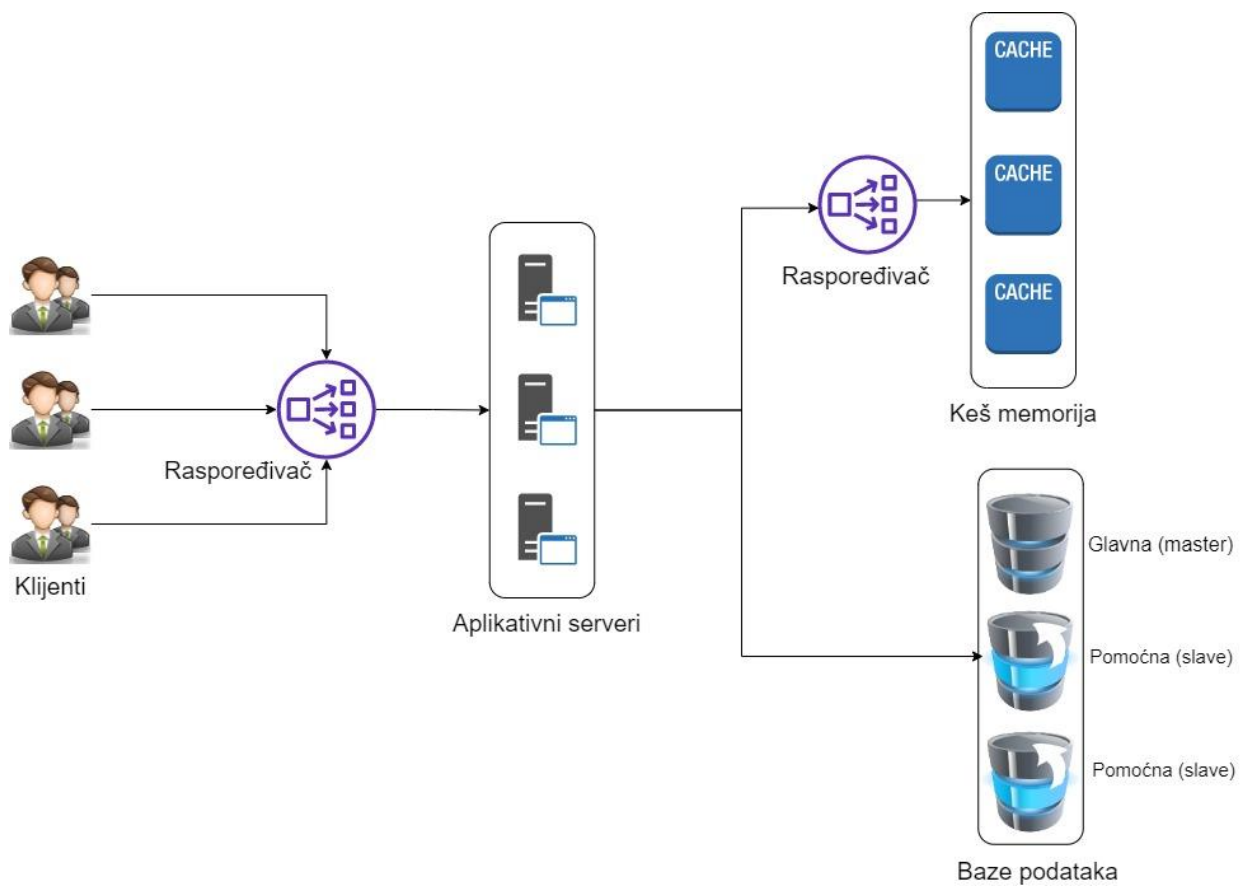 CACHE
CACHE
Raspoređivač
CACHE
Keš memorija
Raspoređivač
Klijenti
Aplikativni serveri
Glavna (master)
Pomoćna (slave)
Pomoćna (slave)
Baze podataka